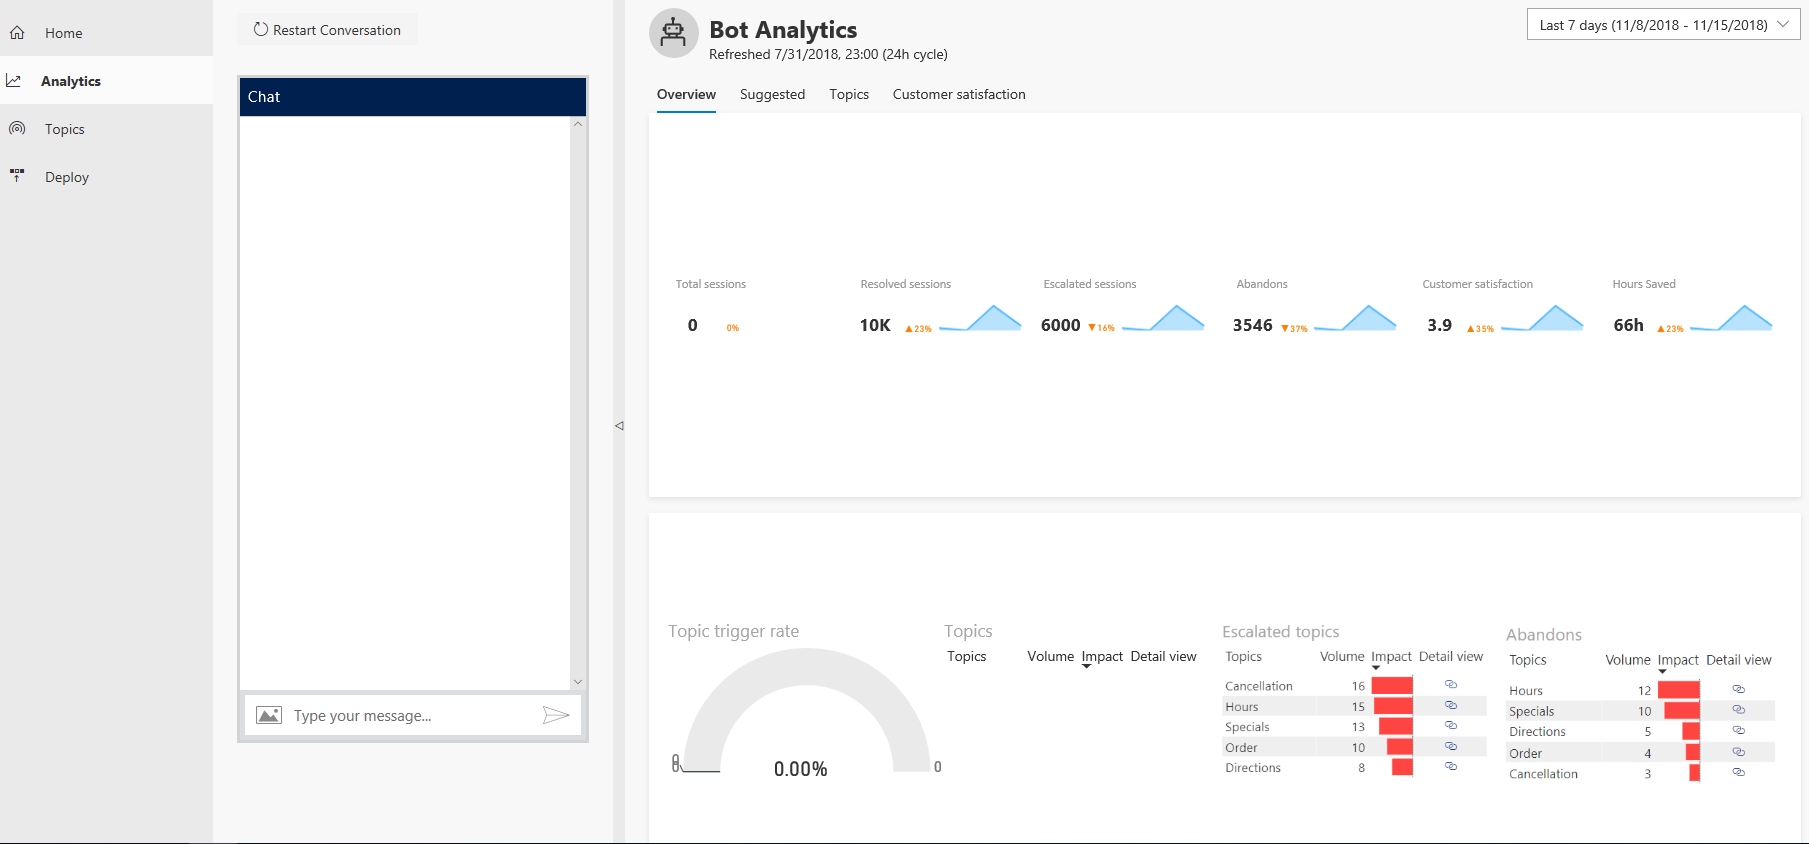 Home
Analytics
Topics
Deploy
Restart Conversation
Chat
Type your message...
Bot Analytics
Refreshed 7/31/2018, 23:00 (24h cycle)
Last 7 days (11/8/2018 - 11/15/2018)
Overview Suggested Topics Customer satisfaction
Total sessions Resolved sessions Escalated sessions Abandons Customer satisfaction Hours Saved
0 0% 10K ▲23% 6000 ▼16% 3546 ▼37% 3.9 ▲35% 66h ▲23%
Topic trigger rate
0.00%
0
Topics
Topics Volume Impact Detail view
Escalated topics
Topics Volume Impact Detail view
Cancellation 16
Hours 15
Specials 13
Order 10
Directions 8
Abandons
Topics Volume Impact Detail view
Hours 12
Specials 10
Directions 5
Order 4
Cancellation 3